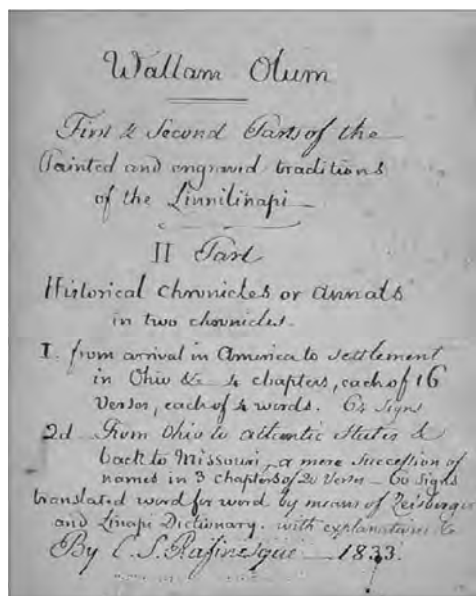 Wallam Olum
First & Second Parts of the
Painted and engraved traditions
of the Linnilinapi
II Part
Historical chronicles or annals
in two chronicles.
I. from arrival in America to settlement
in Ohio &c 4 chapters, each of 16
verses, each of 4 words. 64 signs
2d. From Ohio to atlantic States &
back to Missouri, a mere succession of
names in 3 chapters of 20 verses — 60 signs
translated word for word by means of Zeisberger
and Linapi Dictionary. with explanations &c
By C. S. Rafinesque — 1833.